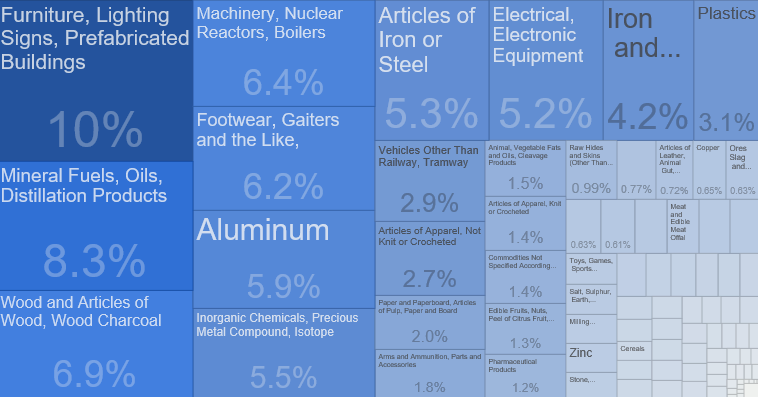 Furniture, Lighting
Signs, Prefabricated
Buildings
10%
Mineral Fuels, Oils,
Distillation Products
8.3%
Wood and Articles of
Wood, Wood Charcoal
6.9%
Machinery, Nuclear
Reactors, Boilers
6.4%
Footwear, Gaiters
and the Like,
6.2%
Aluminum
5.9%
Inorganic Chemicals, Precious
Metal Compound, Isotope
5.5%
Articles of
Iron or
Steel
5.3%
Electrical,
Electronic
Equipment
5.2%
Iron
and...
4.2%
Plastics
3.1%
Vehicles Other Than
Railway, Tramway
2.9%
Articles of Apparel, Not
Knit or Crocheted
2.7%
Paper and Paperboard, Articles
of Pulp, Paper and Board
2.0%
Arms and Ammunition, Parts and
Accessories
1.8%
Animal, Vegetable Fats
and Oils, Cleavage
Products
1.5%
Articles of Apparel, Knit
or Crocheted
1.4%
Commodities Not
Specified According...
1.4%
Edible Fruits, Nuts,
Peel of Citrus Fruit,...
1.3%
Pharmaceutical
Products
1.2%
Raw Hides
and Skins
(Other Than...
0.99%
0.77%
Articles of
Leather,
Animal
Gut,...
0.72%
Copper
0.65%
Ores
Slag
and...
0.63%
0.63%
0.61%
Meat
and
Edible
Meat
Offal
Toys, Games,
Sports...
Salt, Sulphur,
Earth,...
Milling...
Zinc
Stone,...
Cereals